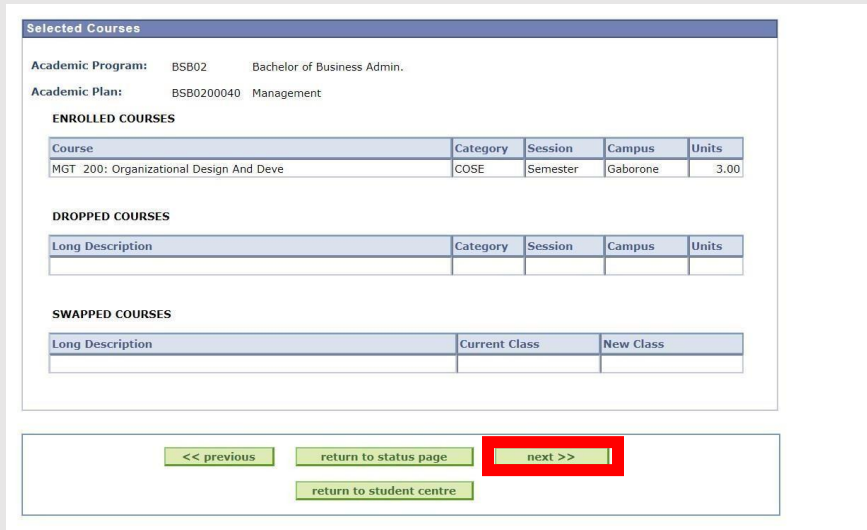 Selected Courses
Academic Program: BSB02 Bachelor of Business Admin.
Academic Plan: BSB0200040 Management
ENROLLED COURSES
Course Category Session Campus Units
MGT 200: Organizational Design And Deve COSE Semester Gaborone 3.00
DROPPED COURSES
Long Description Category Session Campus Units
SWAPPED COURSES
Long Description Current Class New Class
<< previous return to status page next >>
return to student centre